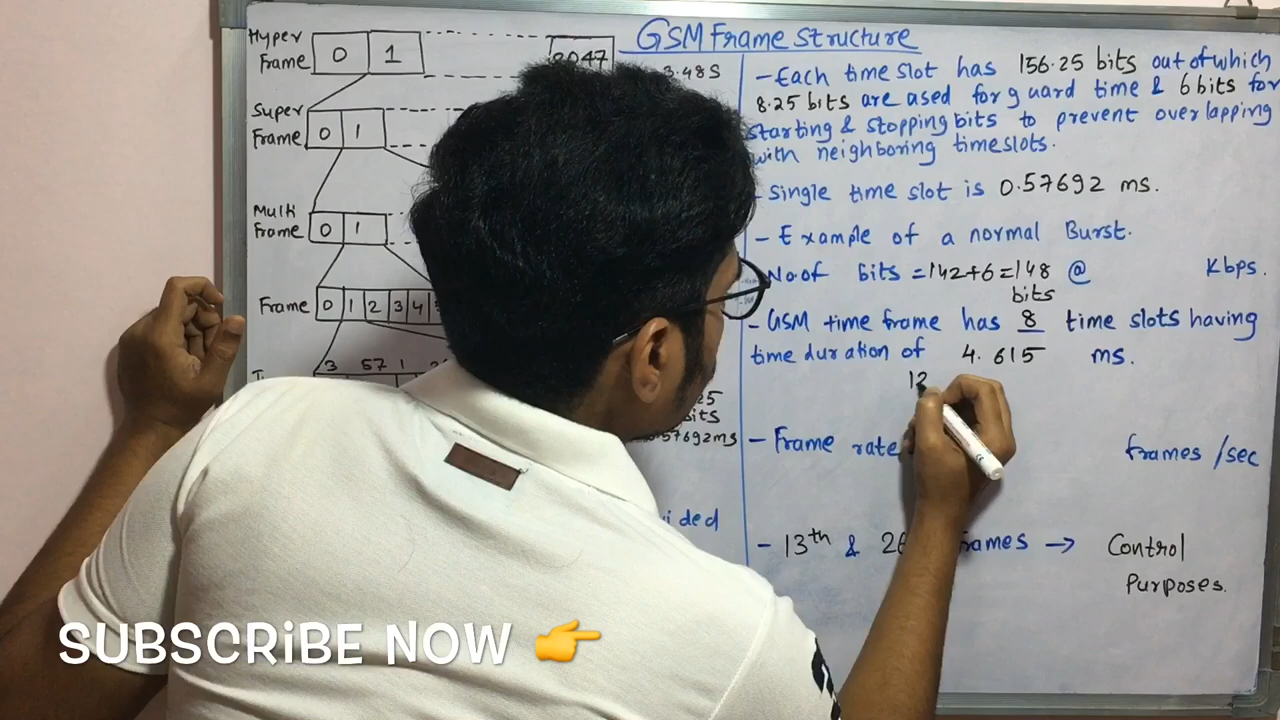 GSM Frame Structure
Hyper
Frame
0 1
2047
3.48S
Super
Frame
0 1
Multi
Frame
0 1
Frame
0 1 2 3 4
3 57 1
25
bits
0.57692ms
ided
- Each time slot has 156.25 bits out of which
8.25 bits are ased for guard time & 6 bits for
starting & stopping bits to prevent overlapping
with neighboring timeslots.
- Single time slot is 0.57692 ms.
- Example of a normal Burst.
No.of bits = 142+6=148 @ Kbps.
bits
- GSM time frame has 8 time slots having
time duration of 4.615 ms.
12
- Frame rate frames /sec
- 13th & 26 frames → Control
Purposes.
SUBSCRiBE NOW 👉